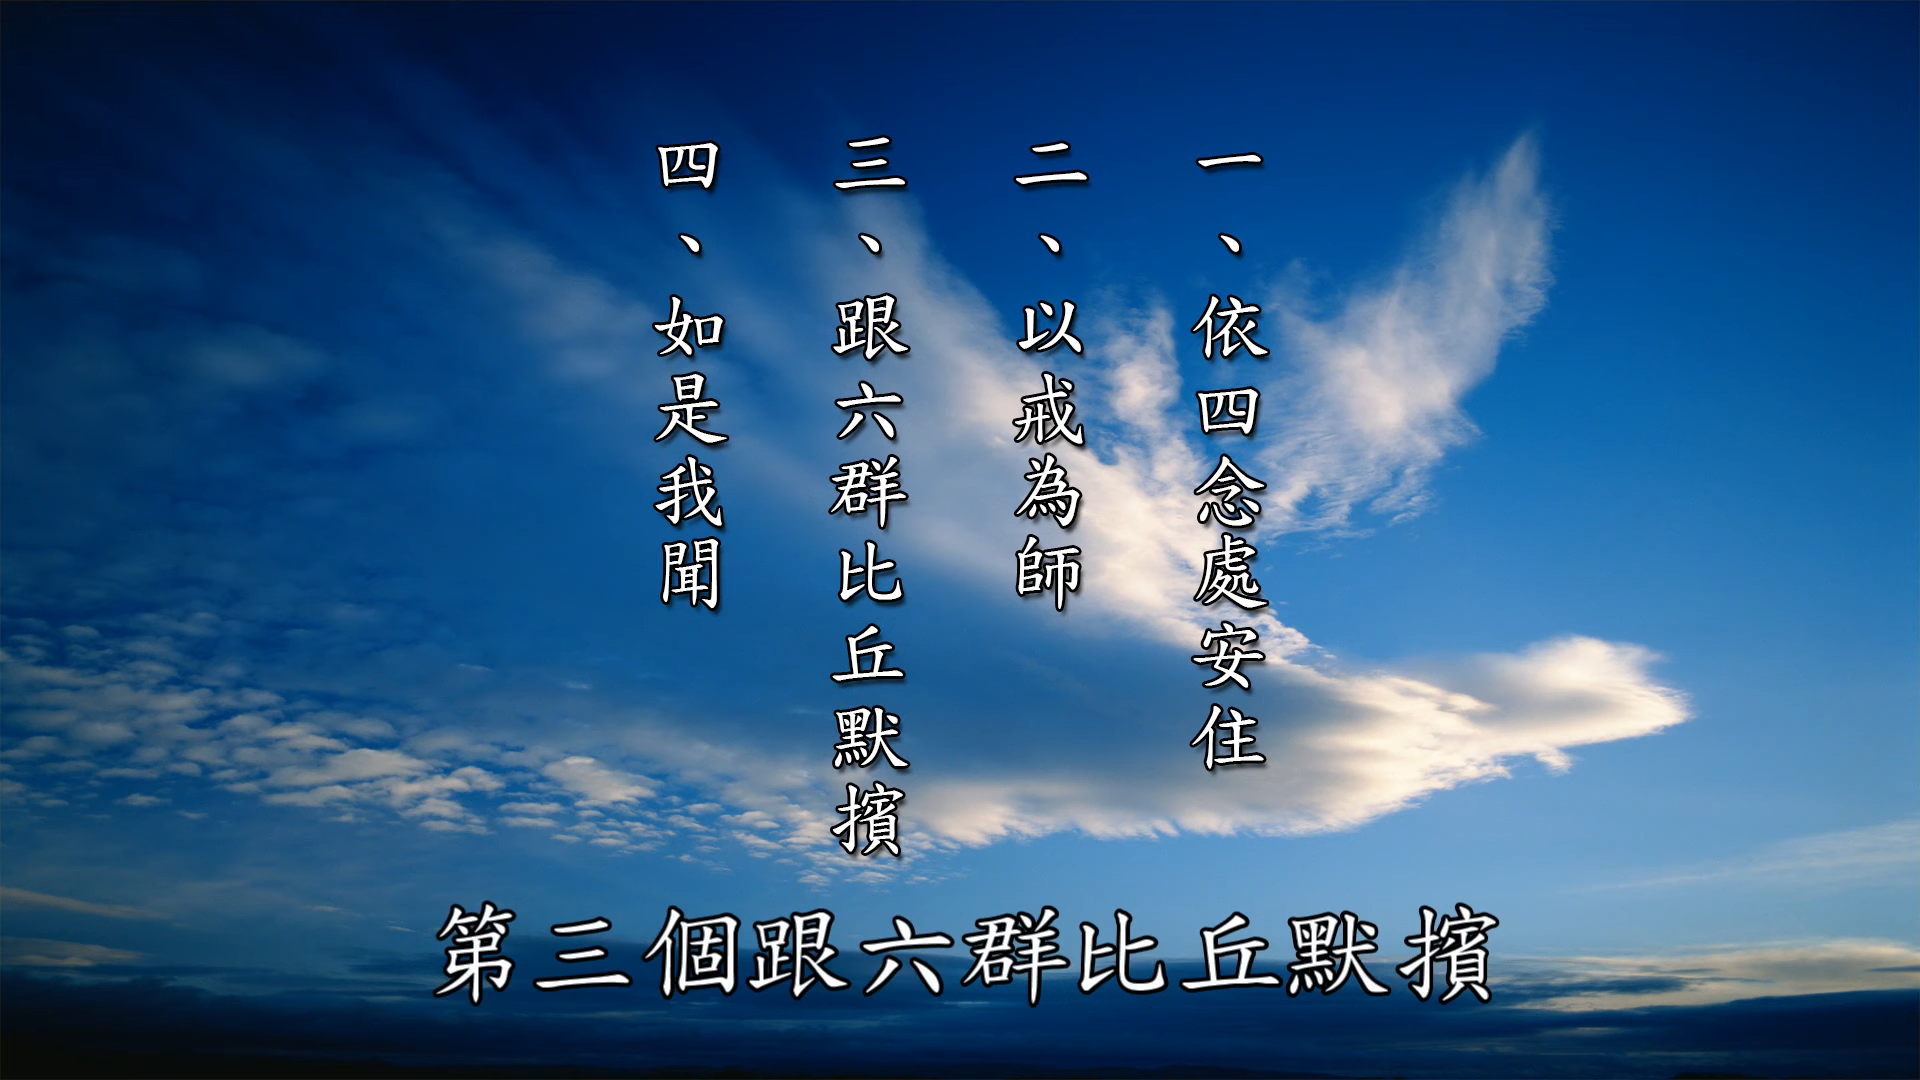 一、依四念處安住
二、以戒為師
三、跟六群比丘默擯
四、如是我聞
第三個跟六群比丘默擯